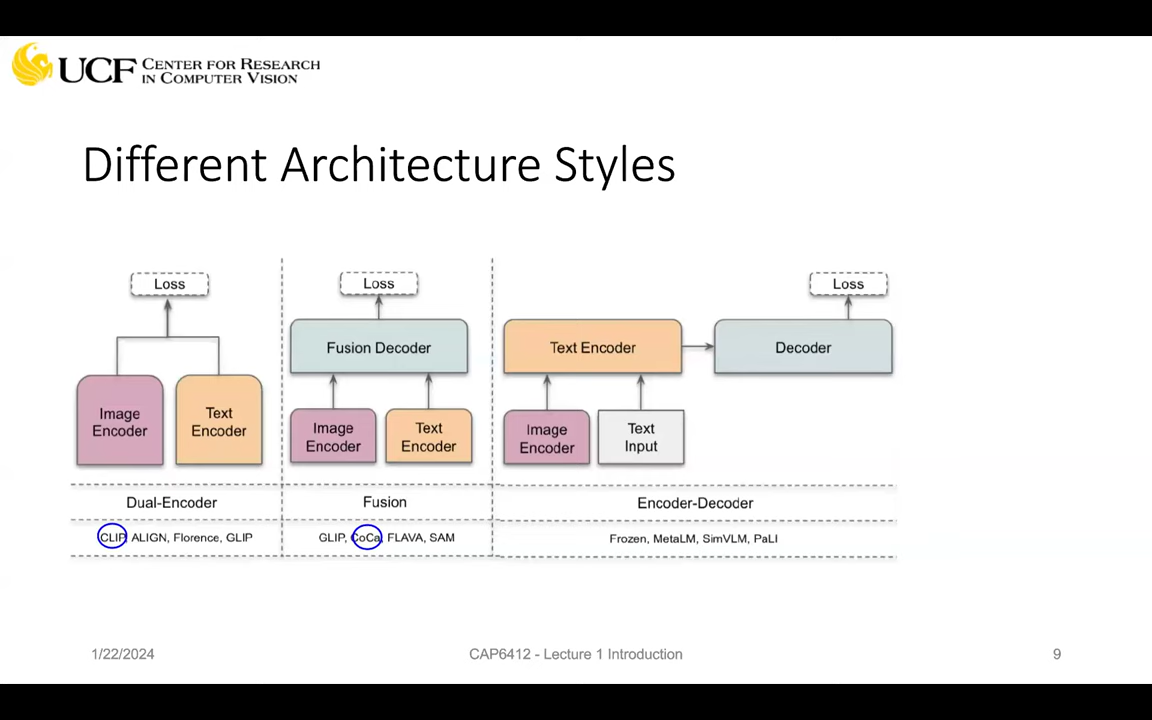 UCF CENTER FOR RESEARCH
IN COMPUTER VISION
Different Architecture Styles
Loss
Image
Encoder
Text
Encoder
Dual-Encoder
CLIP, ALIGN, Florence, GLIP
Loss
Fusion Decoder
Image
Encoder
Text
Encoder
Fusion
GLIP, CoCa, FLAVA, SAM
Loss
Text Encoder
Decoder
Image
Encoder
Text
Input
Encoder-Decoder
Frozen, MetaLM, SimVLM, PaLI
1/22/2024
CAP6412 - Lecture 1 Introduction
9